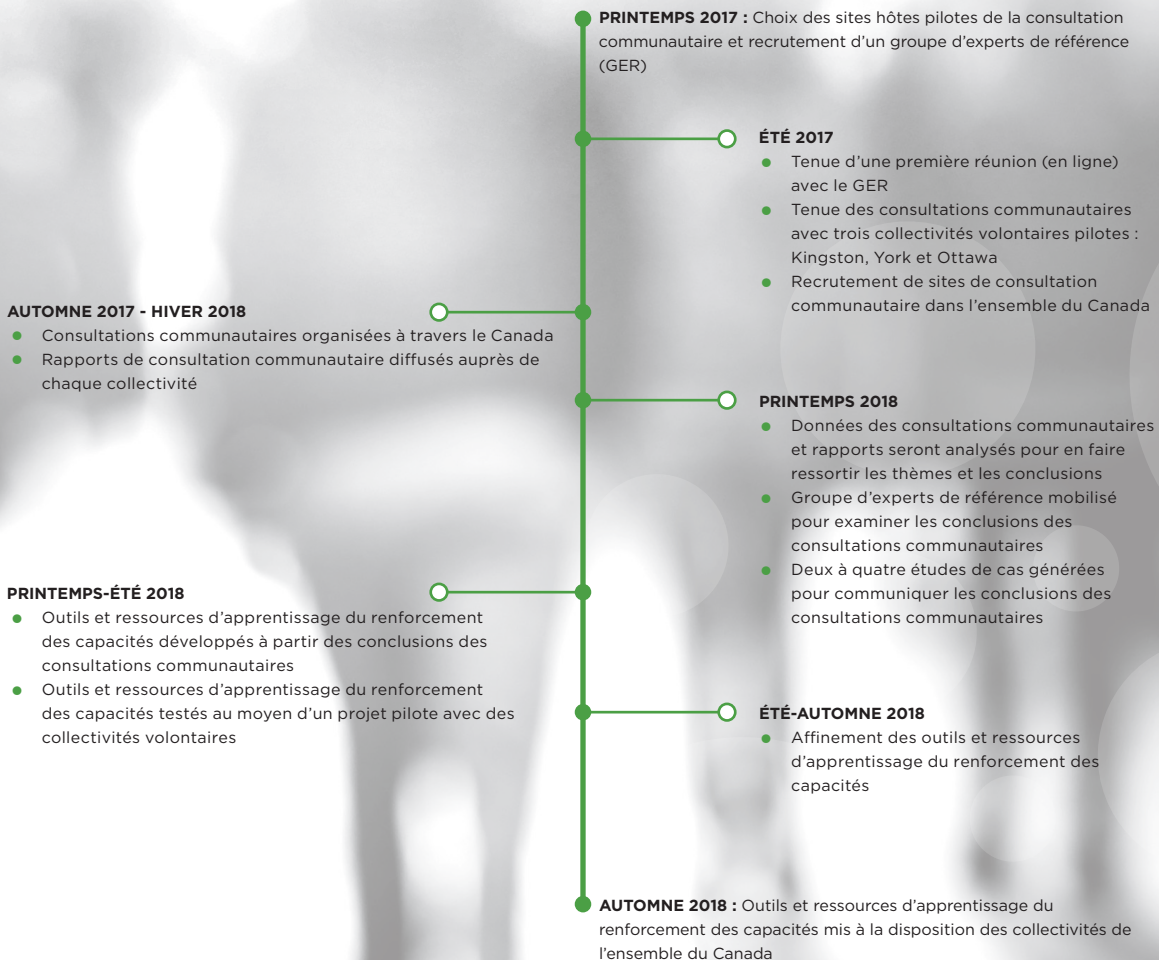 PRINTEMPS 2017 : Choix des sites hôtes pilotes de la consultation
communautaire et recrutement d'un groupe d'experts de référence
(GER)
ÉTÉ 2017
● Tenue d'une première réunion (en ligne)
avec le GER
● Tenue des consultations communautaires
avec trois collectivités volontaires pilotes :
Kingston, York et Ottawa
● Recrutement de sites de consultation
communautaire dans l'ensemble du Canada
AUTOMNE 2017 - HIVER 2018
● Consultations communautaires organisées à travers le Canada
● Rapports de consultation communautaire diffusés auprès de
chaque collectivité
PRINTEMPS 2018
● Données des consultations communautaires
et rapports seront analysés pour en faire
ressortir les thèmes et les conclusions
● Groupe d'experts de référence mobilisé
pour examiner les conclusions des
consultations communautaires
● Deux à quatre études de cas générées
pour communiquer les conclusions des
consultations communautaires
PRINTEMPS-ÉTÉ 2018
● Outils et ressources d'apprentissage du renforcement
des capacités développés à partir des conclusions des
consultations communautaires
● Outils et ressources d'apprentissage du renforcement
des capacités testés au moyen d'un projet pilote avec des
collectivités volontaires
ÉTÉ-AUTOMNE 2018
● Affinement des outils et ressources
d'apprentissage du renforcement des
capacités
AUTOMNE 2018 : Outils et ressources d'apprentissage du
renforcement des capacités mis à la disposition des collectivités de
l'ensemble du Canada